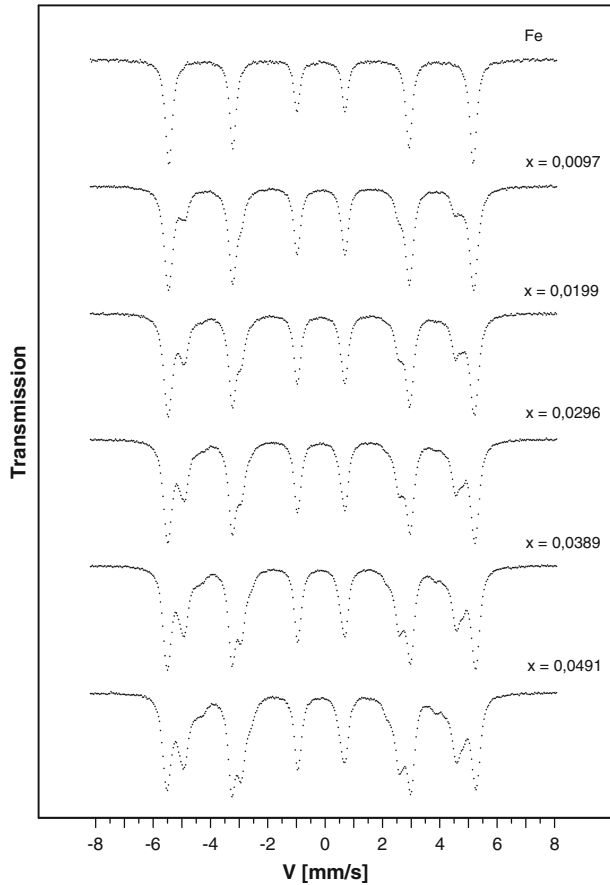 Fe
x = 0,0097
x = 0,0199
x = 0,0296
x = 0,0389
x = 0,0491
Transmission
-8 -6 -4 -2 0 2 4 6 8
V [mm/s]